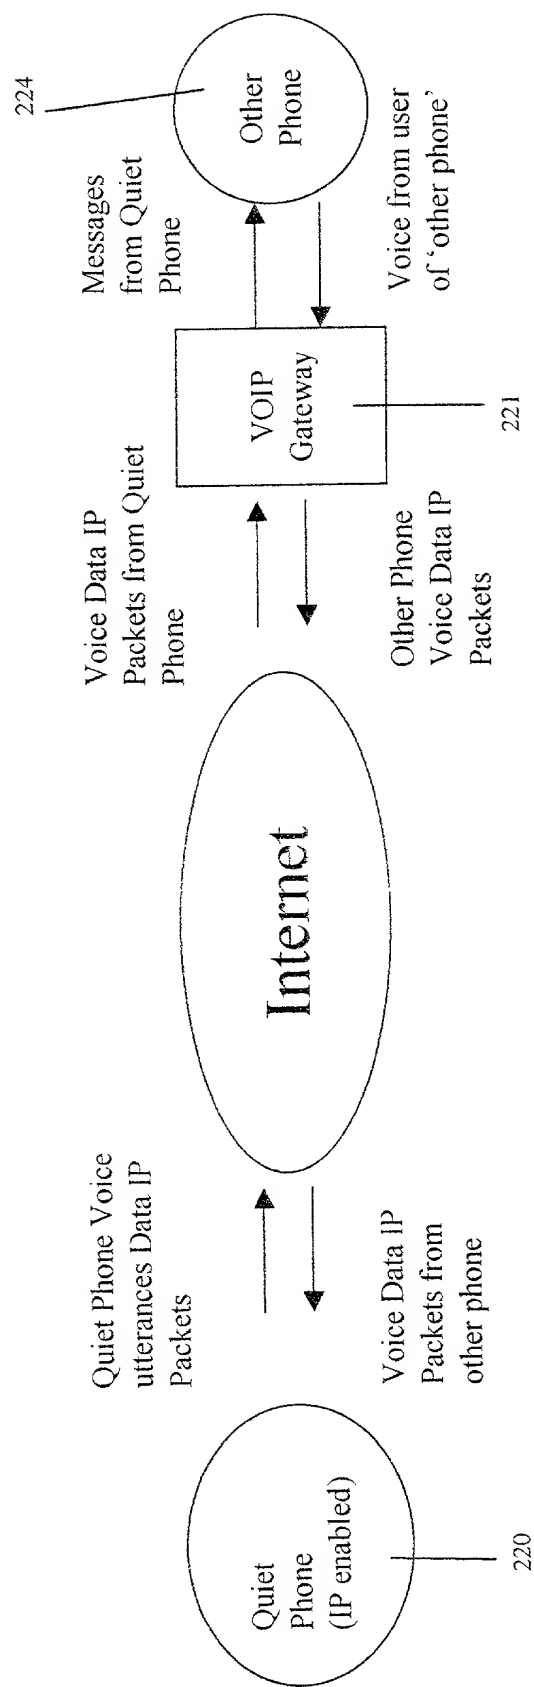 Quiet
Phone
(IP enabled)
220
Quiet Phone Voice
utterances Data IP
Packets
Voice Data IP
Packets from
other phone
Internet
Voice Data IP
Packets from Quiet
Phone
Other Phone
Voice Data IP
Packets
VOIP
Gateway
221
Messages
from Quiet
Phone
Voice from user
of ‘other phone’
Other
Phone
224